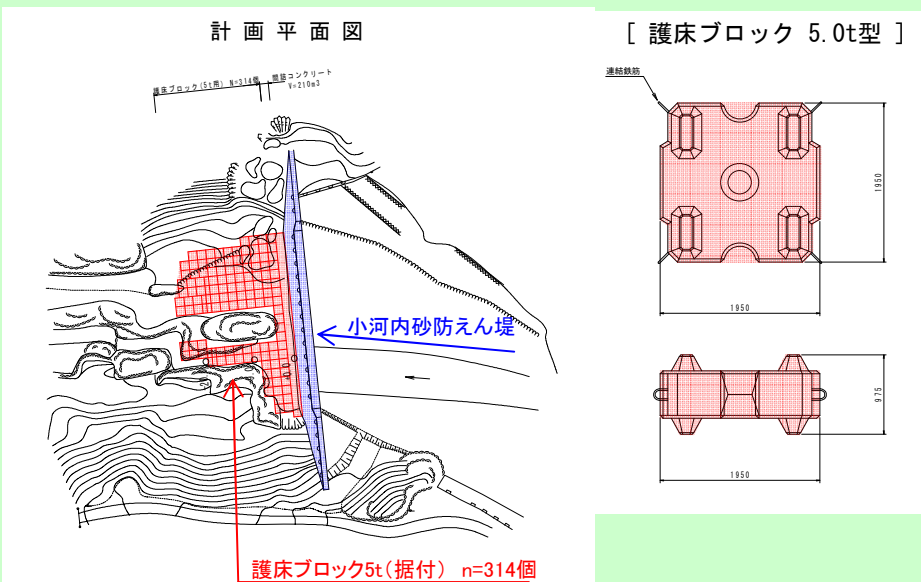 計画平面図
護床ブロック(5t用) N=314個
間詰コンクリート
V=210m3
小河内砂防えん堤
護床ブロック5t(据付) n=314個
[ 護床ブロック 5.0t型 ]
連結鉄筋
1950
1950
975
1950